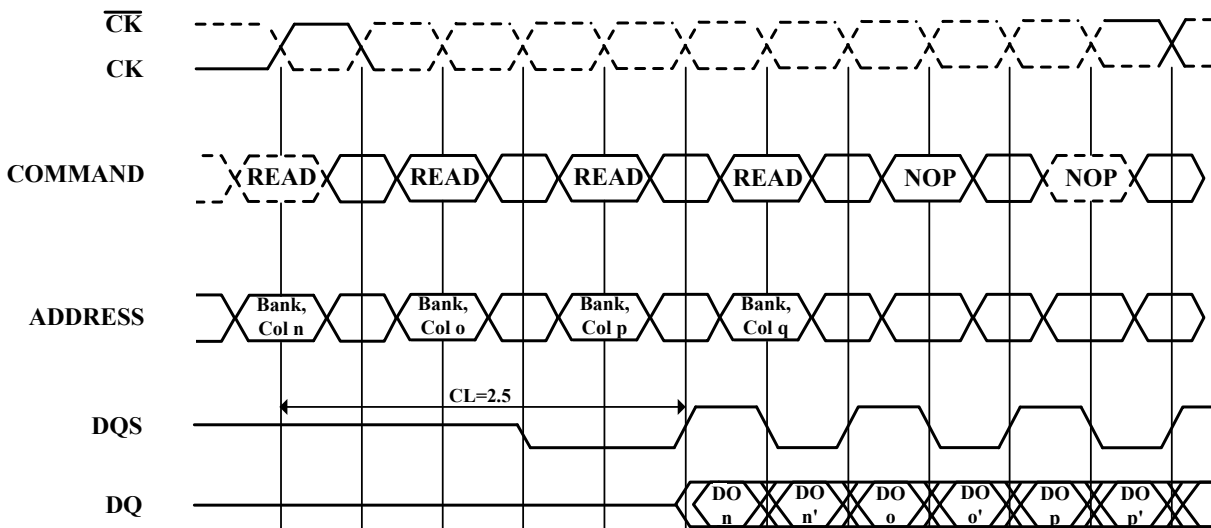 CK
CK
COMMAND
READ READ READ READ NOP NOP
ADDRESS
Bank, Bank, Bank, Bank,
Col n Col o Col p Col q
CL=2.5
DQS
DQ
DO DO DO DO DO DO
n n' o o' p p'